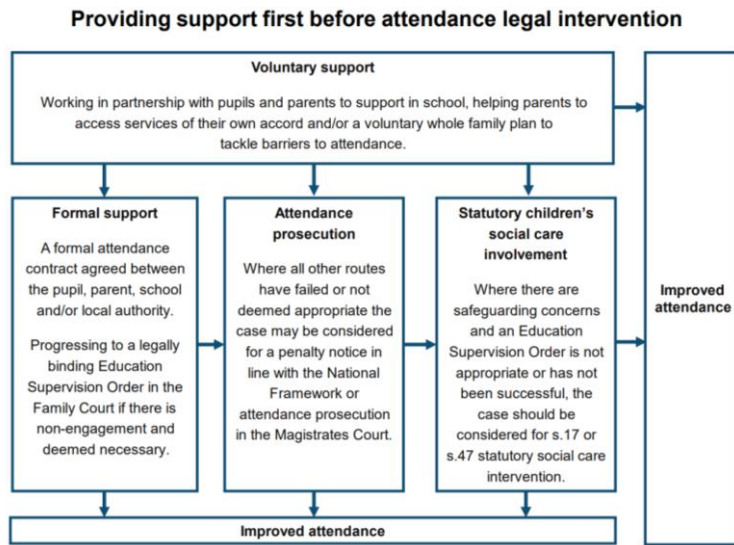 Providing support first before attendance legal intervention
Voluntary support
Working in partnership with pupils and parents to support in school, helping parents to
access services of their own accord and/or a voluntary whole family plan to
tackle barriers to attendance.
Formal support
A formal attendance
contract agreed between
the pupil, parent, school
and/or local authority.
Progressing to a legally
binding Education
Supervision Order in the
Family Court if there is
non-engagement and
deemed necessary.
Attendance
prosecution
Where all other routes
have failed or not
deemed appropriate the
case may be considered
for a penalty notice in
line with the National
Framework or
attendance prosecution
in the Magistrates Court.
Statutory children's
social care
involvement
Where there are
safeguarding concerns
and an Education
Supervision Order is not
appropriate or has not
been successful, the
case should be
considered for s.17 or
s.47 statutory social care
intervention.
Improved
attendance
Improved attendance